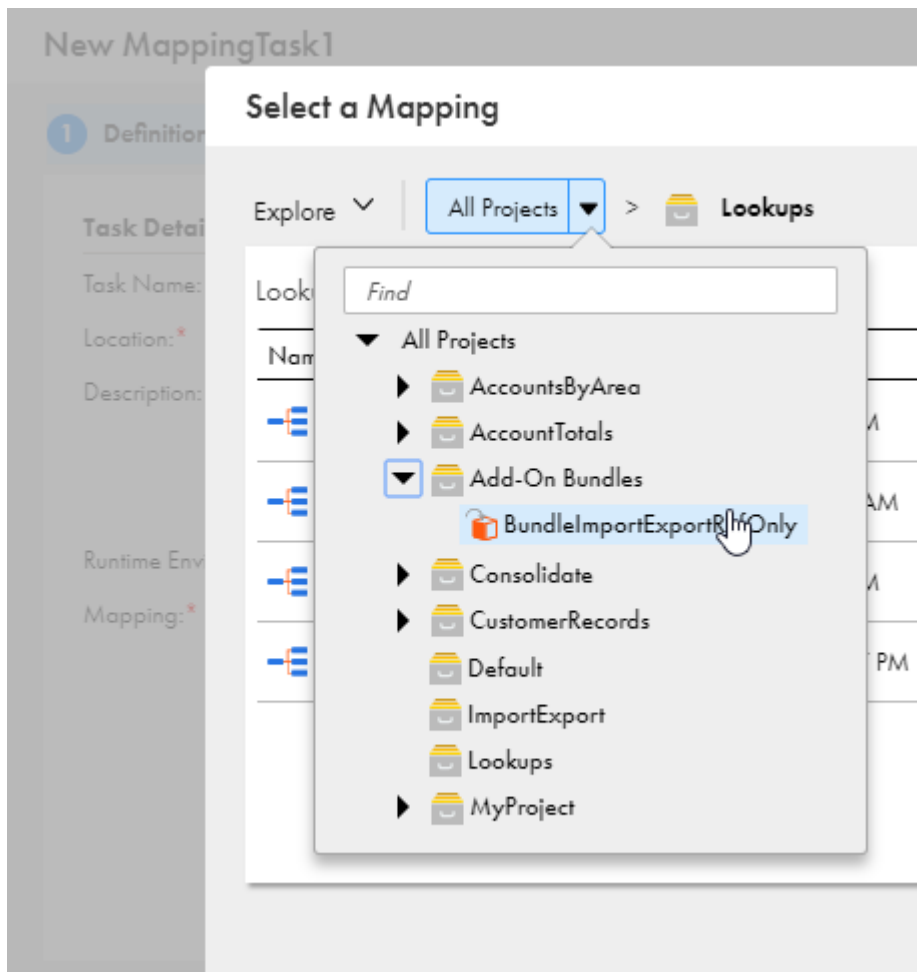 New MappingTask1
Select a Mapping
1 Definition
Explore All Projects > Lookups
Task Detai
Task Name:
Location:*
Description:
Runtime Env
Mapping:*
Looku
Find
Nam
All Projects
AccountsByArea
AccountTotals
Add-On Bundles
BundleImportExportRefOnly
Consolidate
CustomerRecords
Default
ImportExport
Lookups
MyProject
M
AM
M
PM